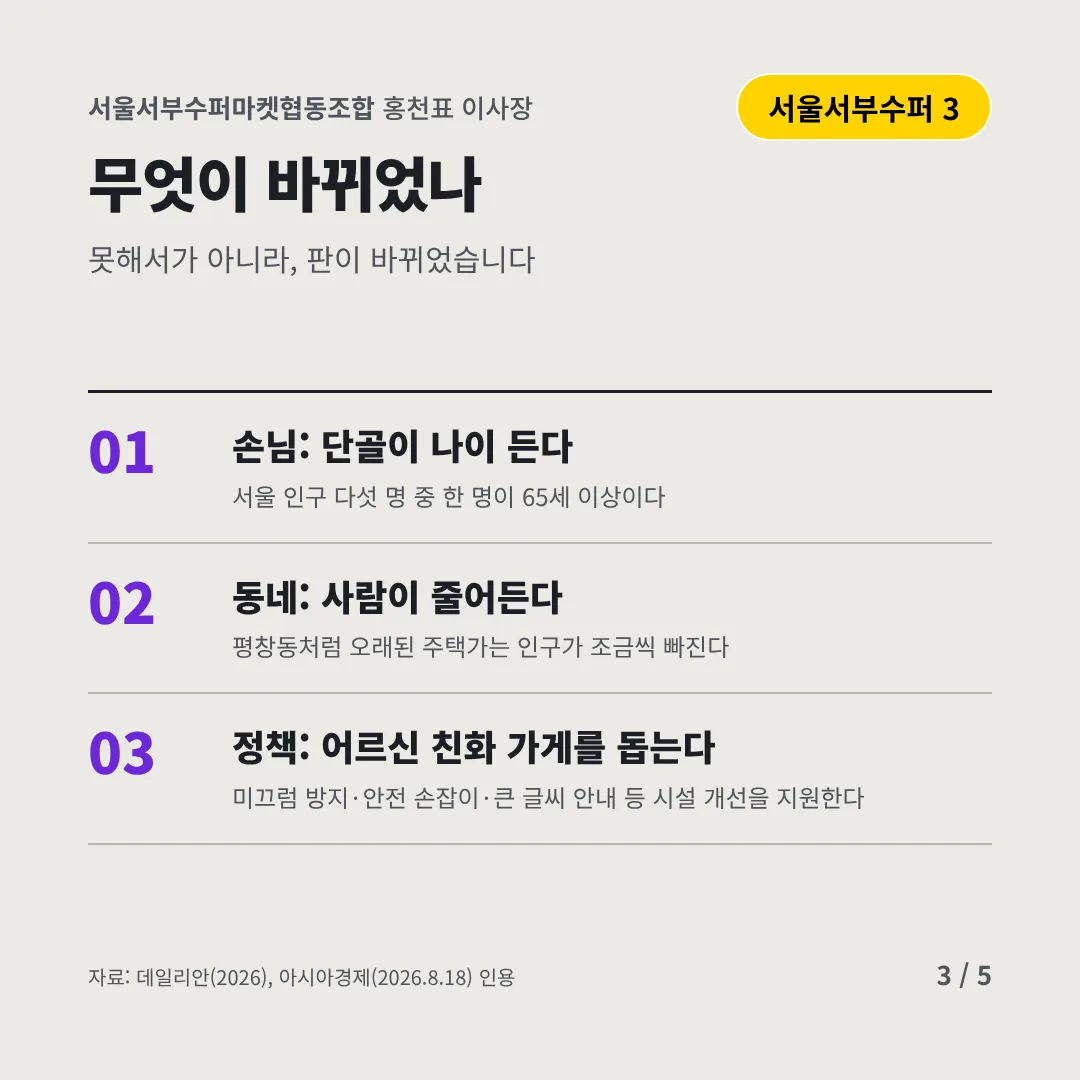 서울서부수퍼마켓협동조합 홍천표 이사장
서울서부수퍼 3
무엇이 바뀌었나
못해서가 아니라, 판이 바뀌었습니다
01
손님: 단골이 나이 든다
서울 인구 다섯 명 중 한 명이 65세 이상이다
02
동네: 사람이 줄어든다
평창동처럼 오래된 주택가는 인구가 조금씩 빠진다
03
정책: 어르신 친화 가게를 돕는다
미끄럼 방지·안전 손잡이·큰 글씨 안내 등 시설 개선을 지원한다
자료: 데일리안(2026), 아시아경제(2026.8.18) 인용
3 / 5